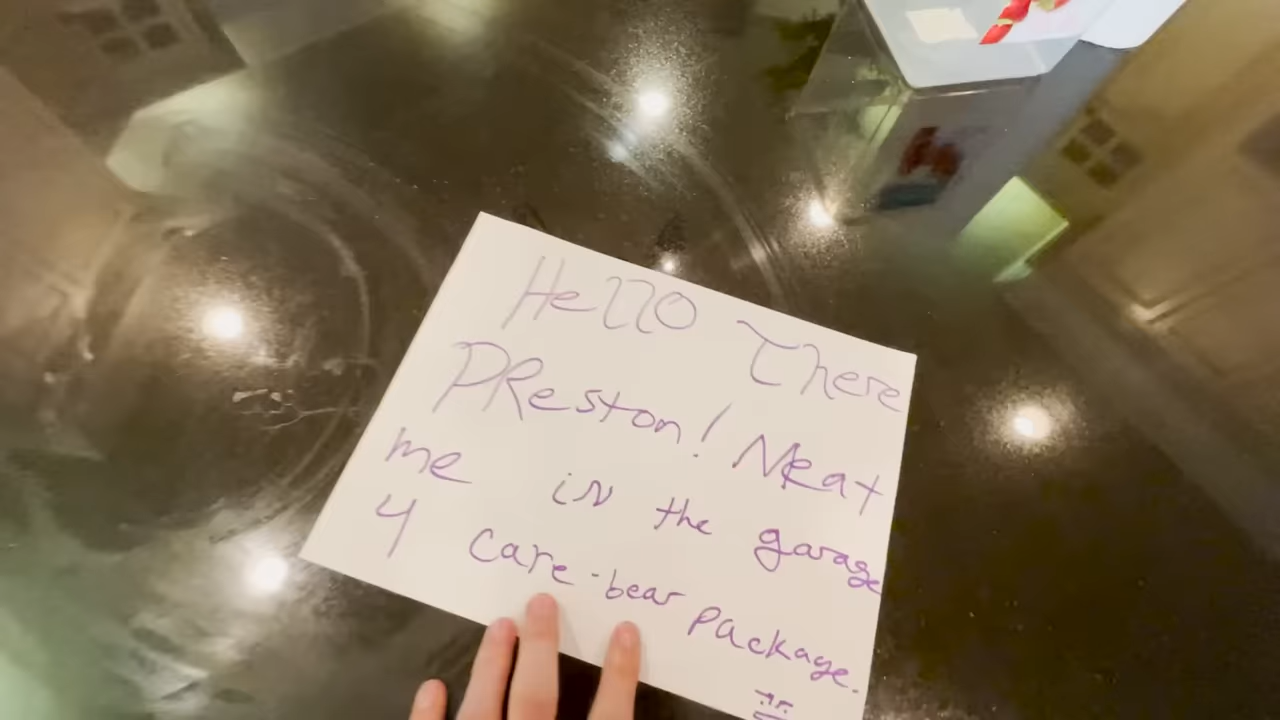 Hello There
PReston! Meat
me in the garage
4 care-bear package.